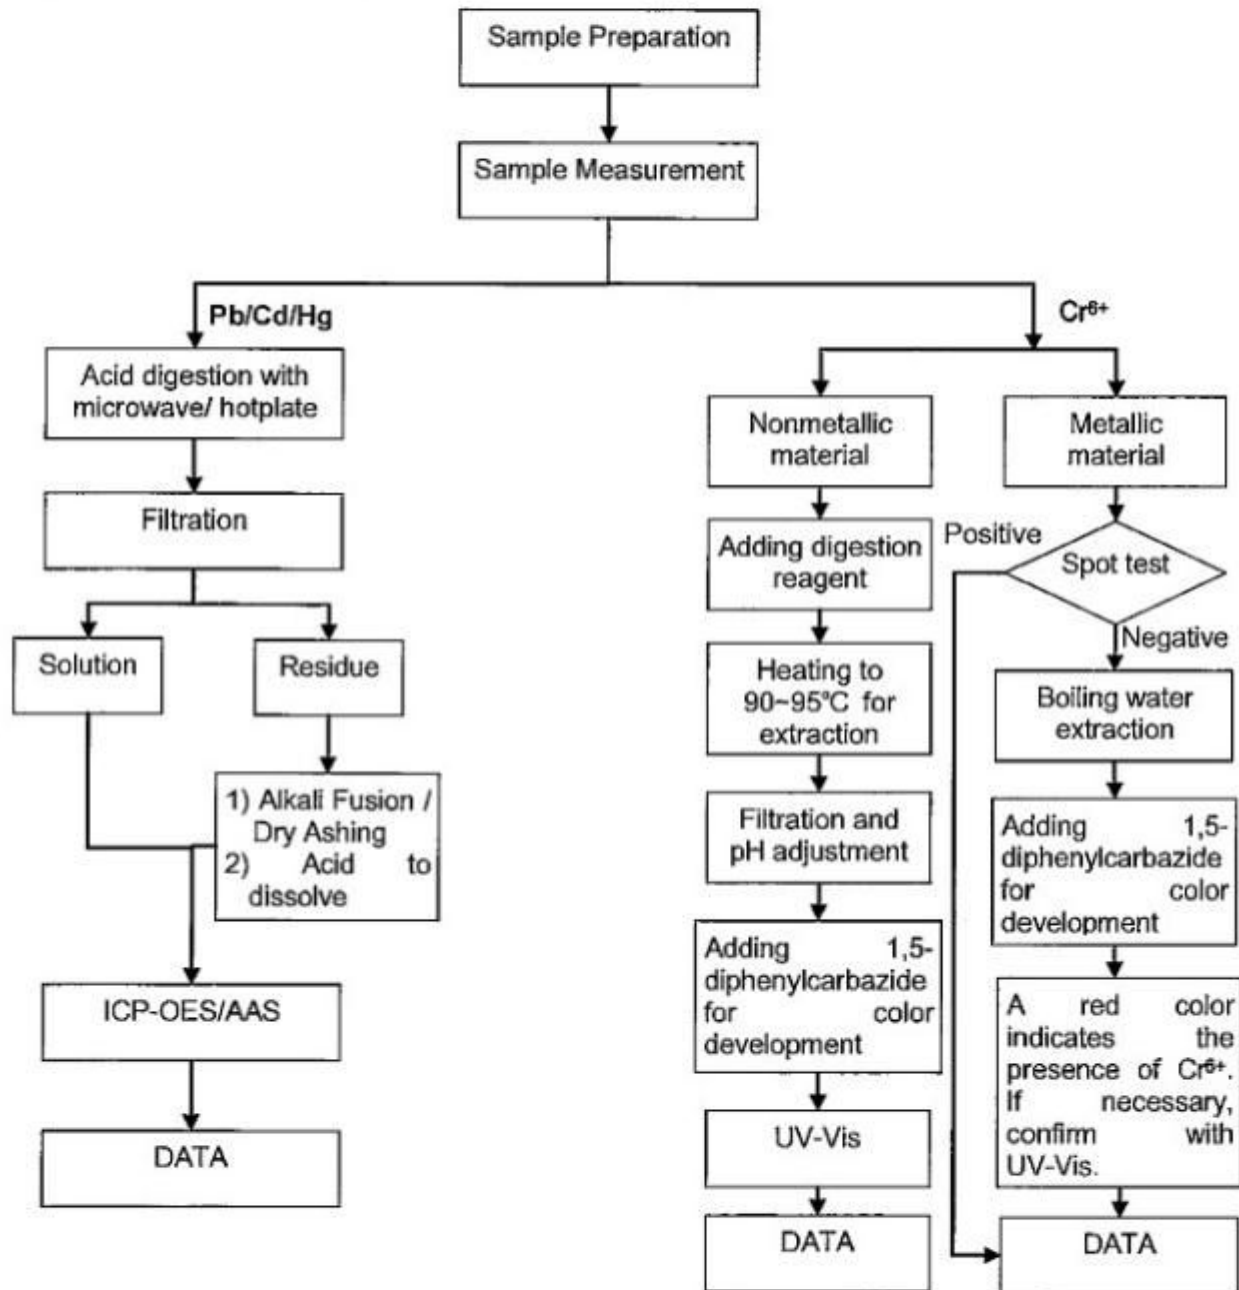 Sample Preparation
Sample Measurement
Pb/Cd/Hg
Cr⁶⁺
Acid digestion with
microwave/ hotplate
Filtration
Solution
Residue
1) Alkali Fusion /
Dry Ashing
2) Acid to
dissolve
ICP-OES/AAS
DATA
Nonmetallic
material
Adding digestion
reagent
Heating to
90~95℃ for
extraction
Filtration and
pH adjustment
Adding 1,5-
diphenylcarbazide
for color
development
UV-Vis
DATA
Metallic
material
Positive
Spot test
Negative
Boiling water
extraction
Adding 1,5-
diphenylcarbazide
for color
development
A red color
indicates the
presence of Cr⁶⁺.
If necessary,
confirm with
UV-Vis.
DATA